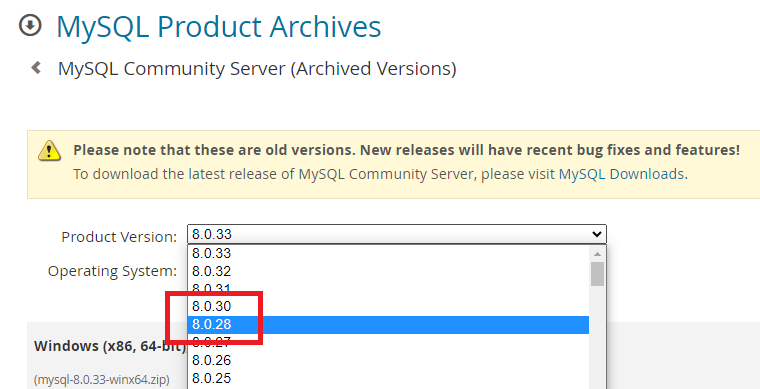 MySQL Product Archives
MySQL Community Server (Archived Versions)
Please note that these are old versions. New releases will have recent bug fixes and features!
To download the latest release of MySQL Community Server, please visit MySQL Downloads.
Product Version: 8.0.33
8.0.33
Operating System:
8.0.32
8.0.31
8.0.30
8.0.28
Windows (x86, 64-bit)
8.0.27
8.0.26
(mysql-8.0.33-winx64.zip)
8.0.25